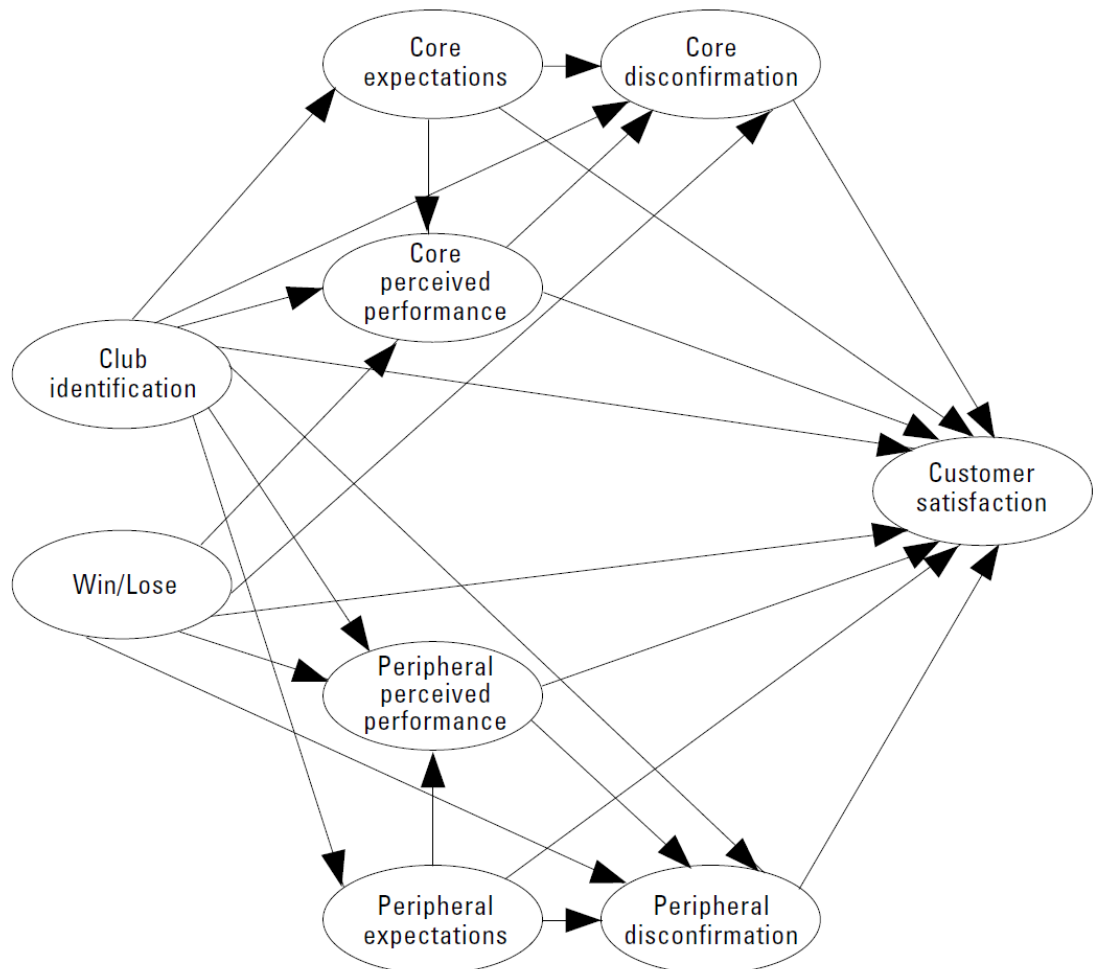 Core
expectations
Core
disconfirmation
Core
perceived
performance
Club
identification
Customer
satisfaction
Win/Lose
Peripheral
perceived
performance
Peripheral
expectations
Peripheral
disconfirmation